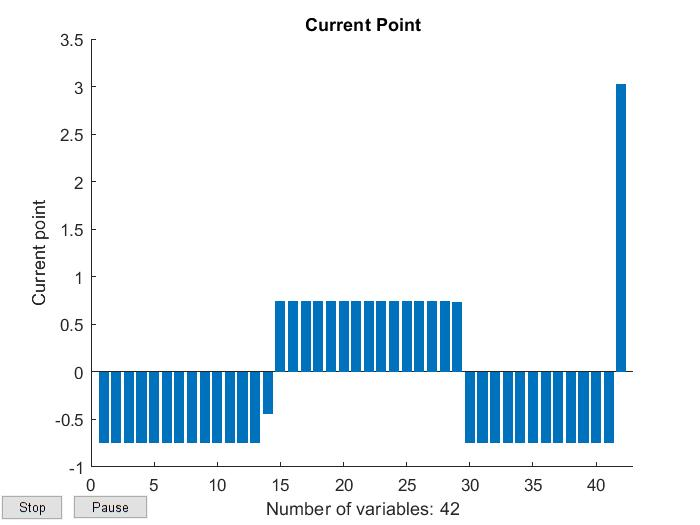 Current Point
Current point
3.5
3
2.5
2
1.5
1
0.5
0
-0.5
-1
0 5 10 15 20 25 30 35 40
Number of variables: 42
Stop Pause